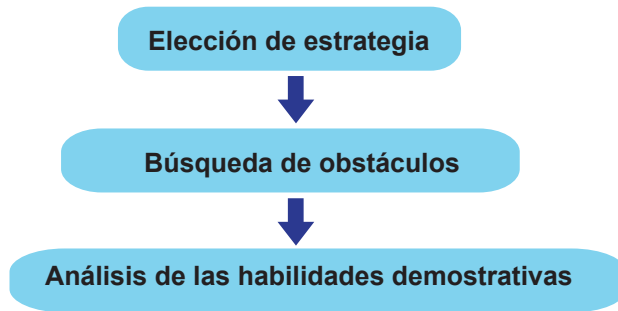 Elección de estrategia
Búsqueda de obstáculos
Análisis de las habilidades demostrativas